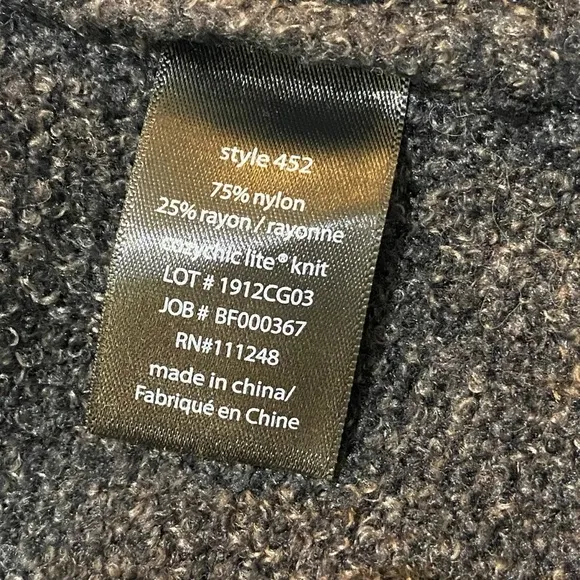 style 452
75% nylon
25% rayon / rayonne
cozychic lite® knit
LOT # 1912CG03
JOB # BF000367
RN#111248
made in china/
Fabriqué en Chine